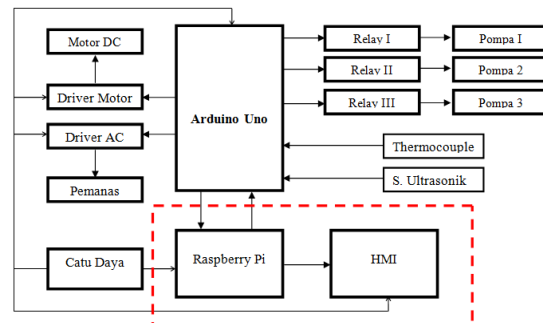 Motor DC
Driver Motor
Driver AC
Pemanas
Catu Daya
Arduino Uno
Raspberry Pi
HMI
Relay I
Relay II
Relay III
Pompa I
Pompa 2
Pompa 3
Thermocouple
S. Ultrasonik